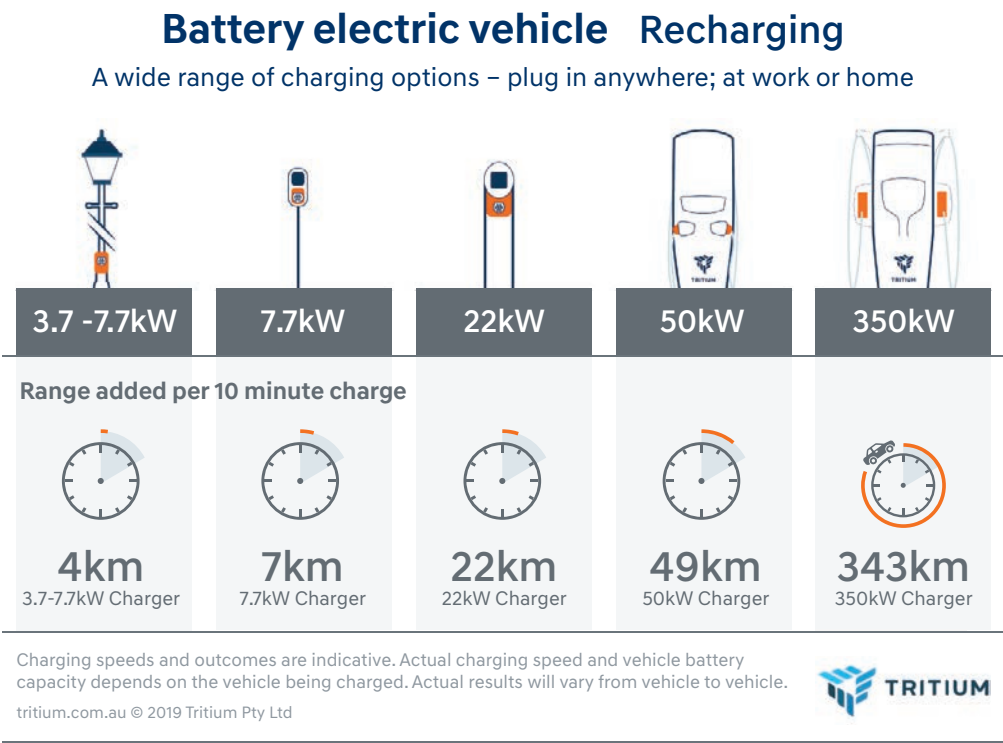 Battery electric vehicle Recharging
A wide range of charging options – plug in anywhere; at work or home
TRITIUM
TRITIUM
3.7 -7.7kW
7.7kW
22kW
50kW
350kW
Range added per 10 minute charge
4km
3.7-7.7kW Charger
7km
7.7kW Charger
22km
22kW Charger
49km
50kW Charger
343km
350kW Charger
Charging speeds and outcomes are indicative. Actual charging speed and vehicle battery
capacity depends on the vehicle being charged. Actual results will vary from vehicle to vehicle.
tritium.com.au © 2019 Tritium Pty Ltd
TRITIUM